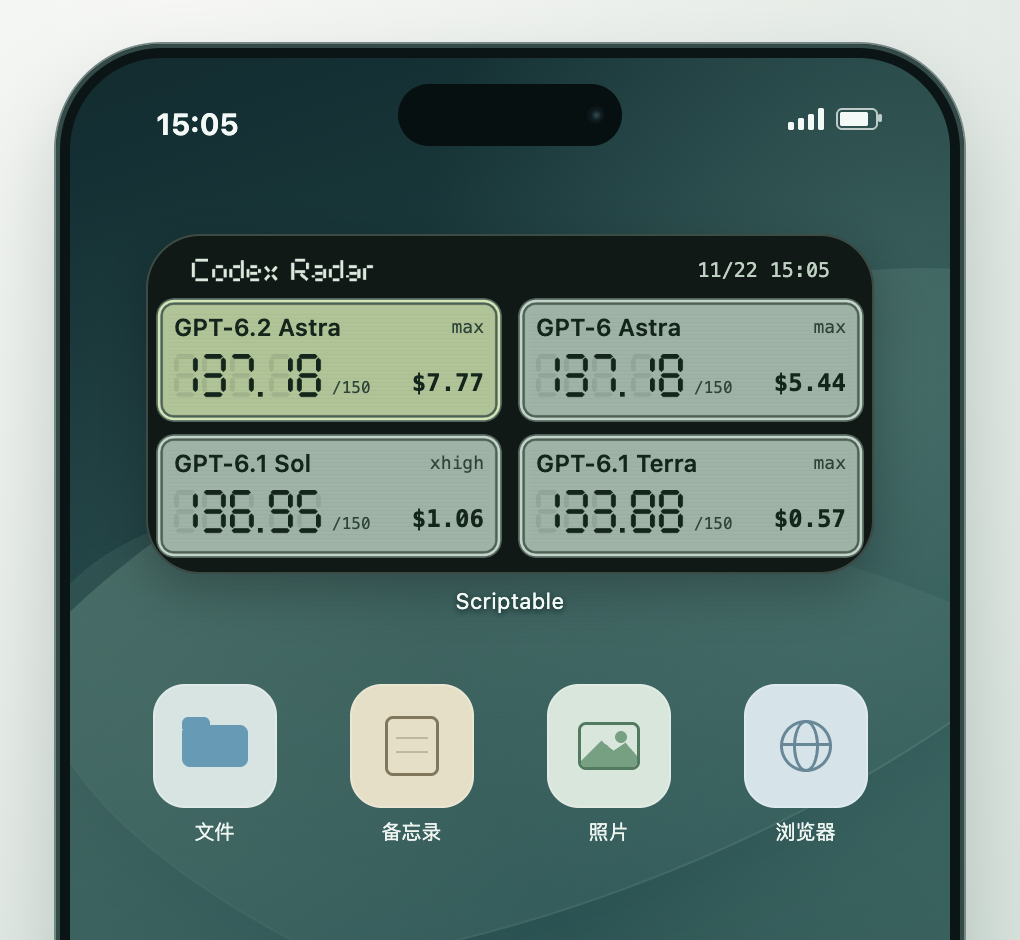 15:05
Codex Radar 11/22 15:05
GPT-6.2 Astra max
137.18 /150 $7.77
GPT-6 Astra max
137.18 /150 $5.44
GPT-6.1 Sol xhigh
136.95 /150 $1.06
GPT-6.1 Terra max
133.88 /150 $0.57
Scriptable
文件
备忘录
照片
浏览器